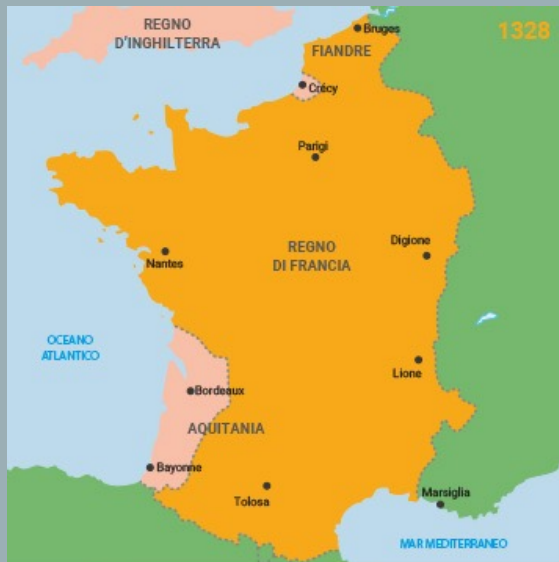 REGNO
D'INGHILTERRA
Bruges
1328
FIANDRE
Crécy
Parigi
REGNO
DI FRANCIA
Digione
Nantes
OCEANO
ATLANTICO
Lione
Bordeaux
AQUITANIA
Bayonne
Tolosa
Marsiglia
MAR MEDITERRANEO